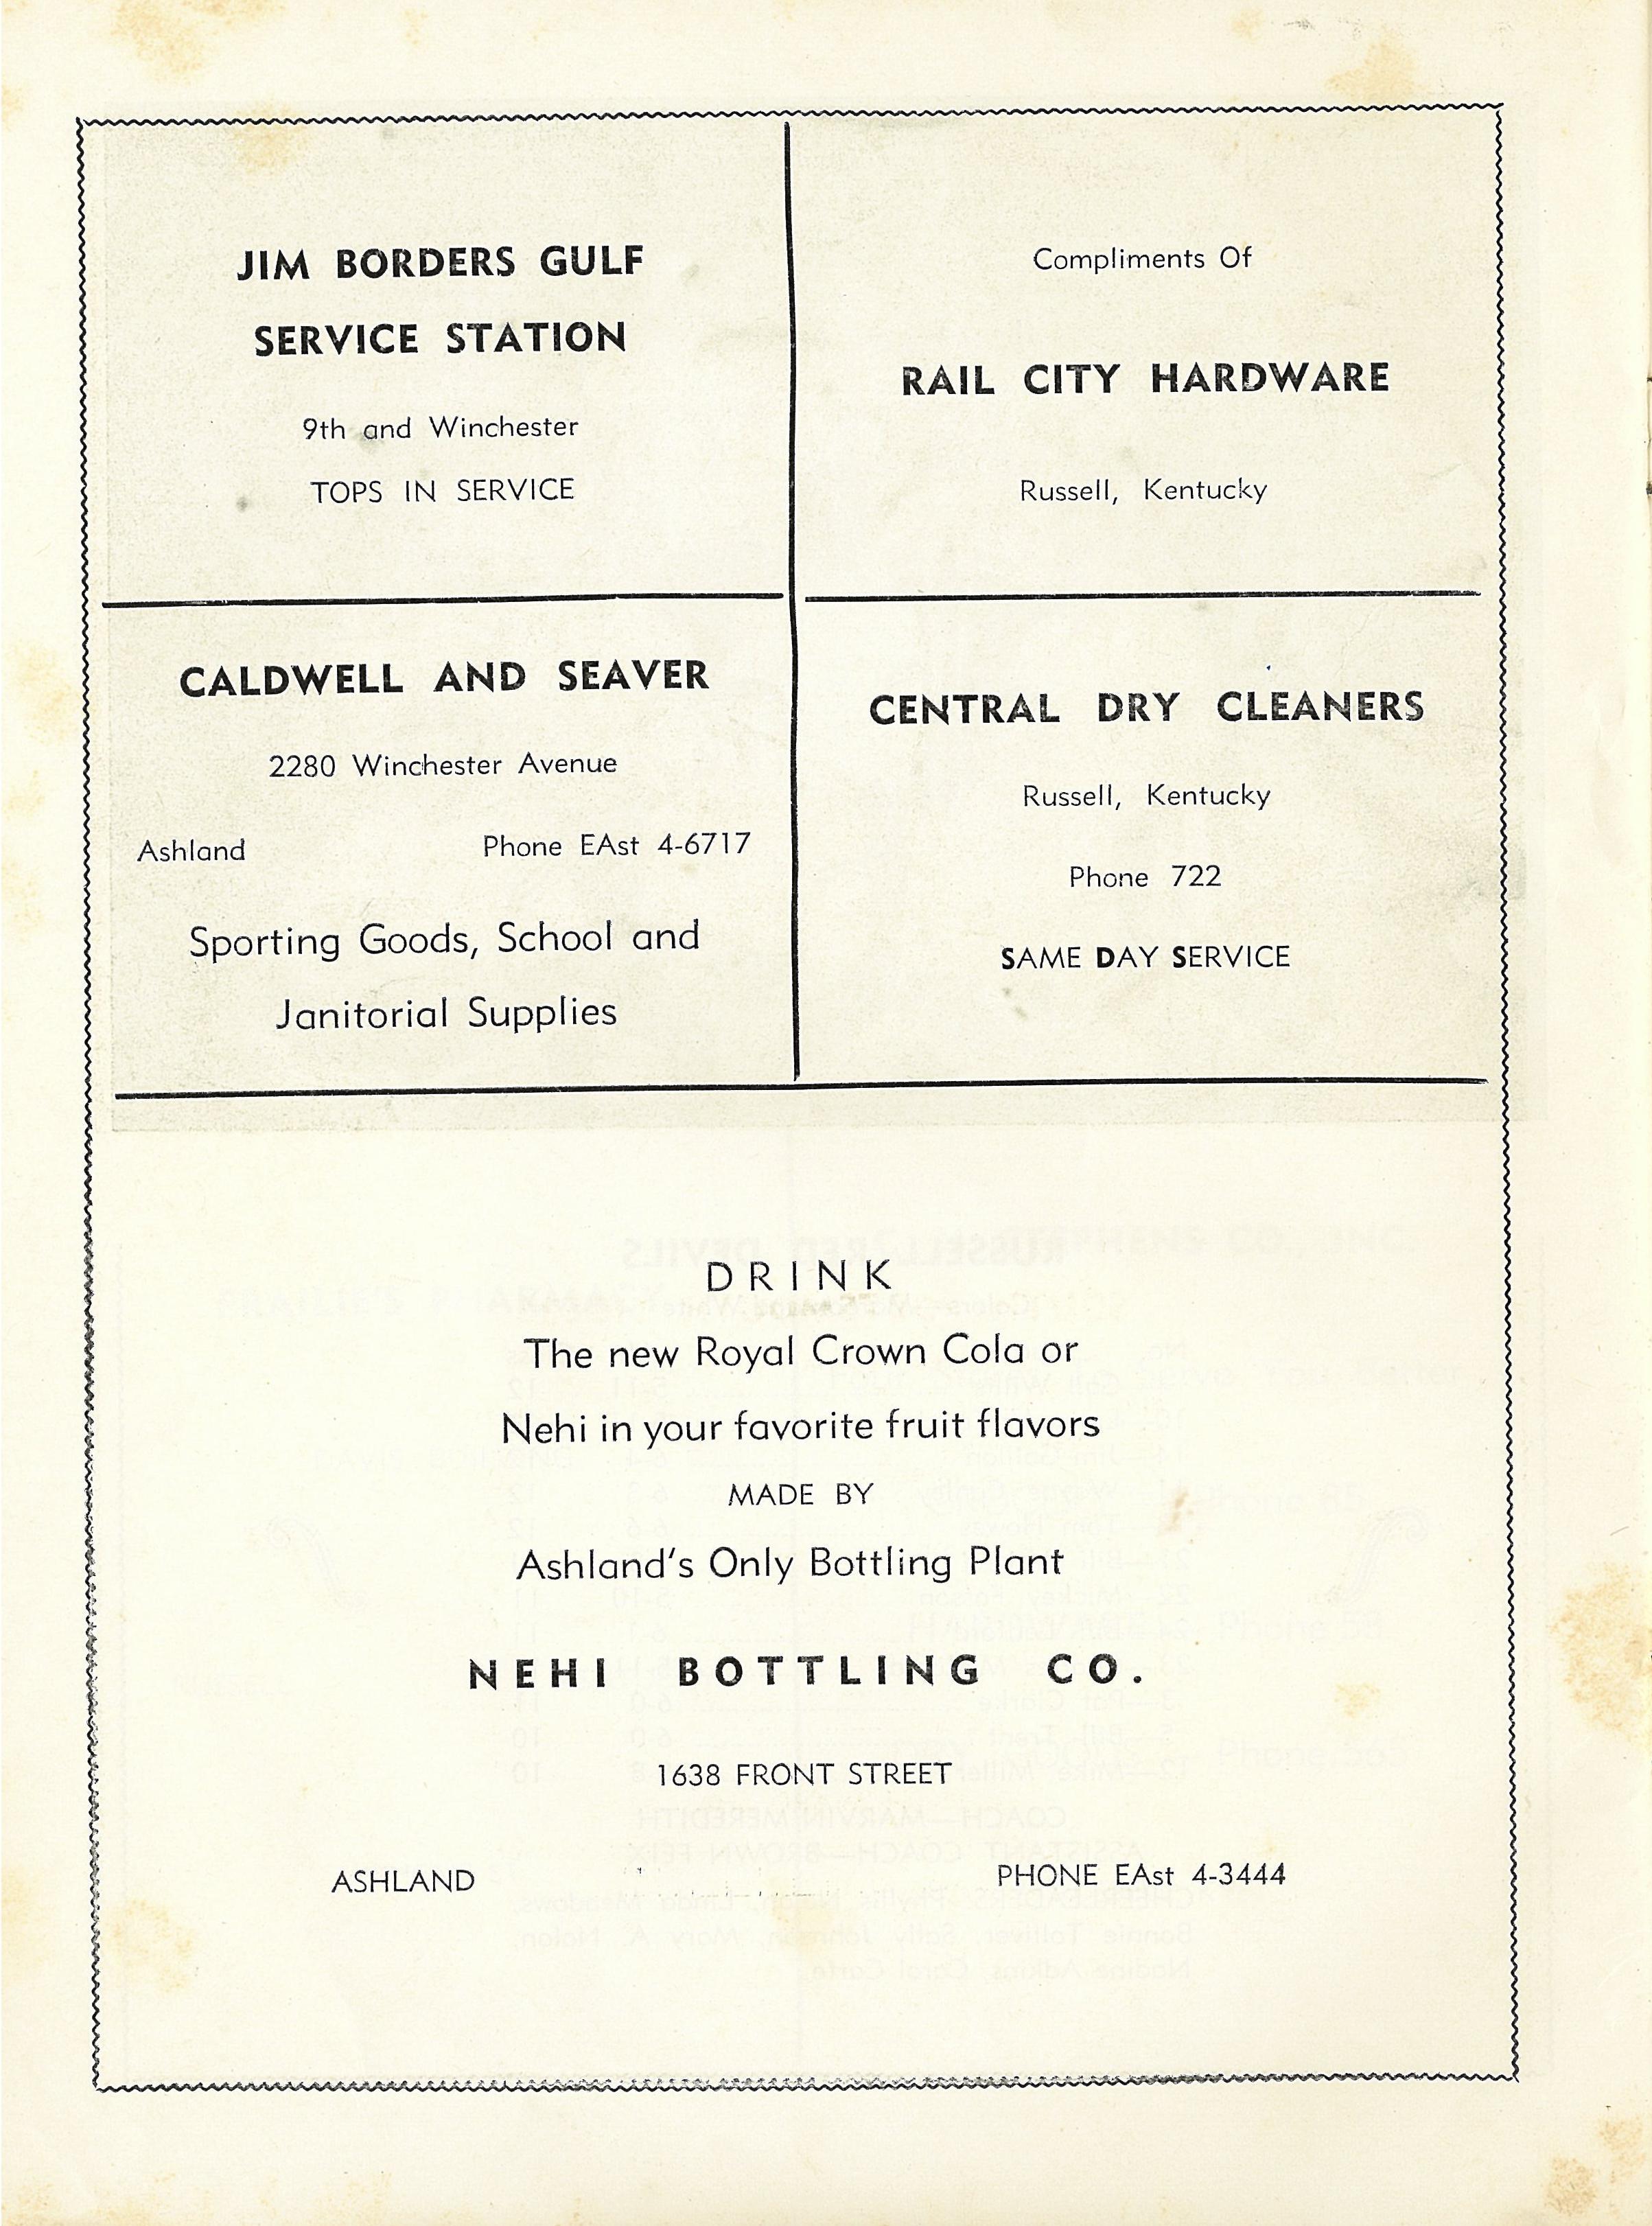 JIM BORDERS GULF
SERVICE STATION
9th and Winchester
TOPS IN SERVICE
Compliments Of
RAIL CITY HARDWARE
Russell, Kentucky
CALDWELL AND SEAVER
2280 Winchester Avenue
Ashland Phone EAst 4-6717
Sporting Goods, School and
Janitorial Supplies
CENTRAL DRY CLEANERS
Russell, Kentucky
Phone 722
SAME DAY SERVICE
DRINK
The new Royal Crown Cola or
Nehi in your favorite fruit flavors
MADE BY
Ashland's Only Bottling Plant
NEHI BOTTLING CO.
1638 FRONT STREET
ASHLAND PHONE EAst 4-3444